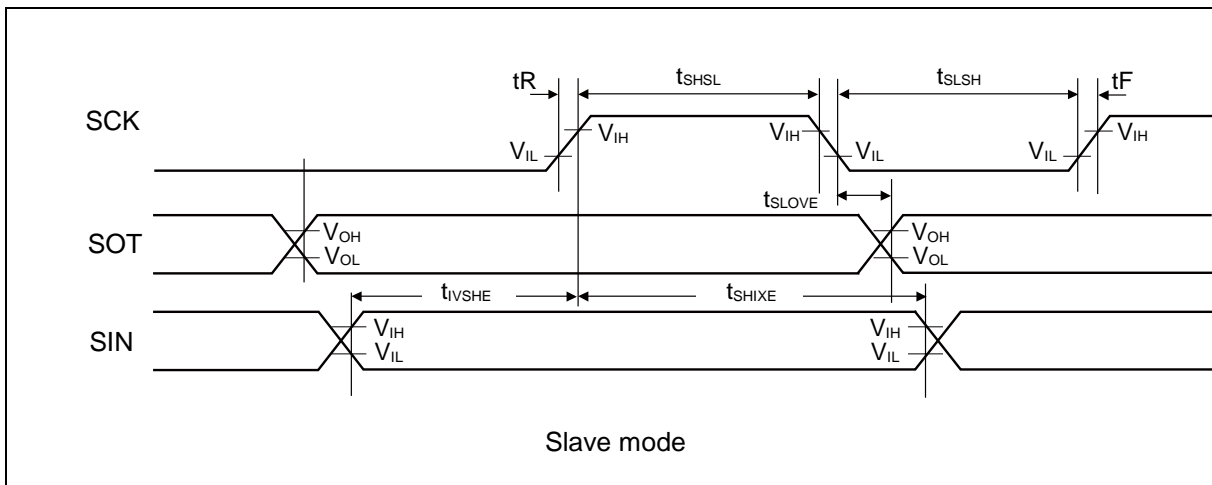 tR tSHSL tSLSH tF
SCK VIH VIH VIH
VIL VIL VIL
tSLOVE
SOT VOH VOH
VOL VOL
tIVSHE tSHIXE
SIN VIH VIH
VIL VIL
Slave mode